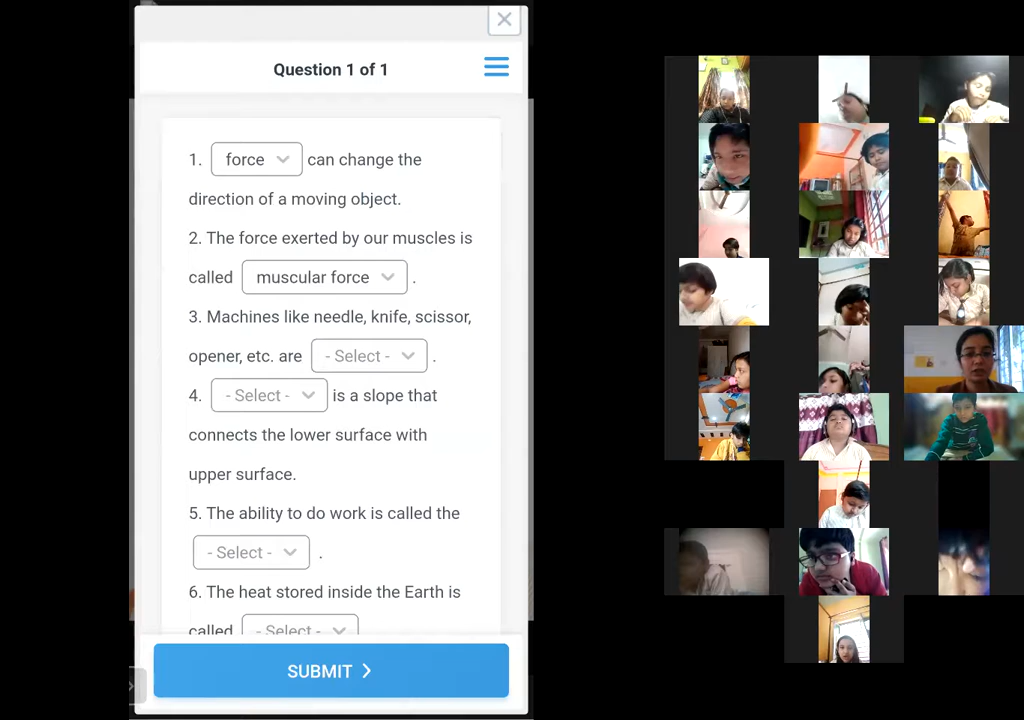 Question 1 of 1
1. force can change the
direction of a moving object.
2. The force exerted by our muscles is
called muscular force .
3. Machines like needle, knife, scissor,
opener, etc. are - Select - .
4. - Select - is a slope that
connects the lower surface with
upper surface.
5. The ability to do work is called the
- Select - .
6. The heat stored inside the Earth is
called - Select -
SUBMIT